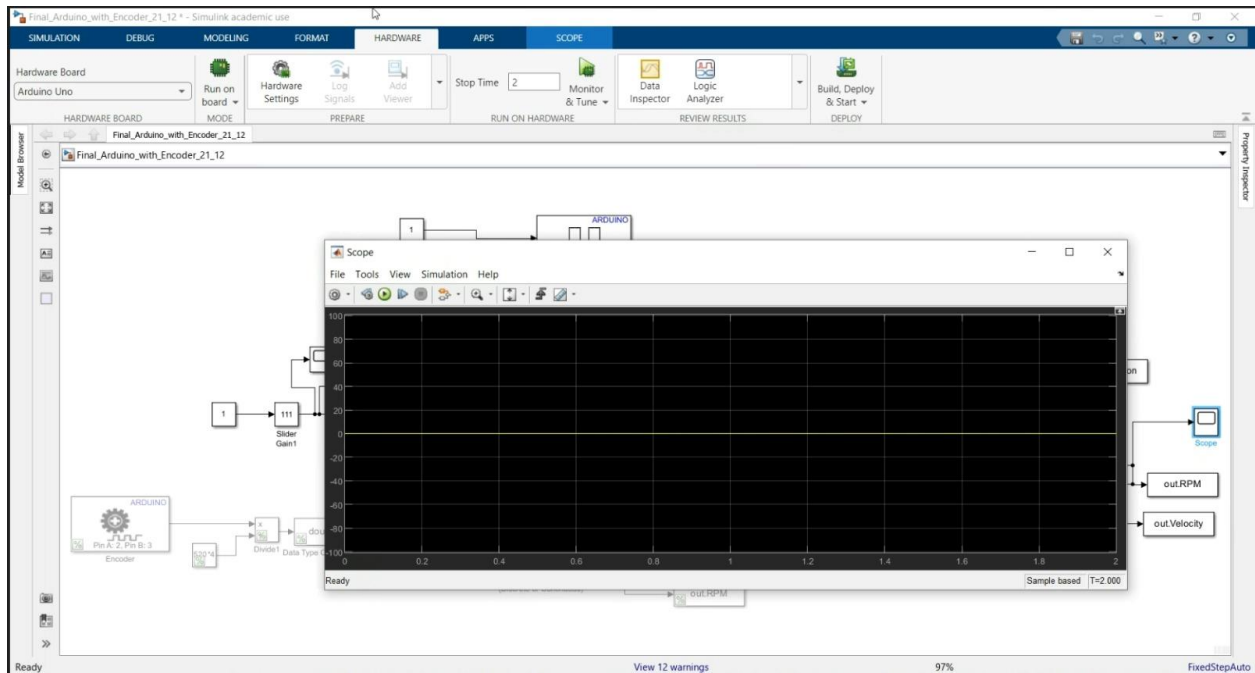 Final_Arduino_with_Encoder_21_12 * - Simulink academic use
SIMULATION DEBUG MODELING FORMAT HARDWARE APPS SCOPE
Hardware Board
Arduino Uno
Run on
board
Hardware
Settings
Log
Signals
Add
Viewer
Stop Time 2
Monitor
& Tune
Data
Inspector
Logic
Analyzer
Build, Deploy
& Start
HARDWARE BOARD MODE PREPARE RUN ON HARDWARE REVIEW RESULTS DEPLOY
Model Browser
Property Inspector
Final_Arduino_with_Encoder_21_12
Final_Arduino_with_Encoder_21_12
1
ARDUINO
Scope
File Tools View Simulation Help
100
80
60
40
20
0
-20
-40
-60
-80
-100
0 0.2 0.4 0.6 0.8 1 1.2 1.4 1.6 1.8 2
Ready Sample based T=2.000
1
111
Slider
Gain1
on
Scope
out.RPM
out.Velocity
ARDUINO
Pin A: 2, Pin B: 3
Encoder
520*4
x
Divide1
dou
Data Type C
out.RPM
Ready View 12 warnings 97% FixedStepAuto